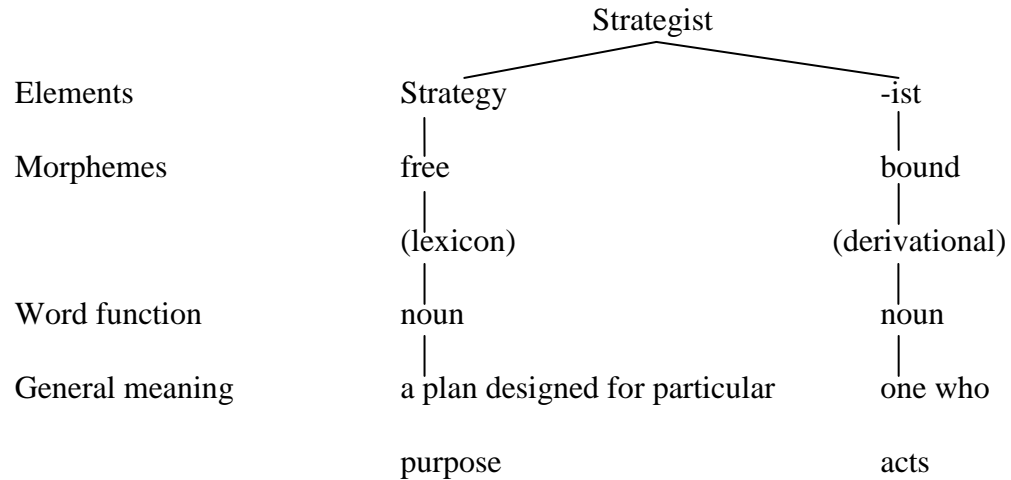 Strategist
Elements Strategy -ist
Morphemes free bound
(lexicon) (derivational)
Word function noun noun
General meaning a plan designed for particular one who
purpose acts